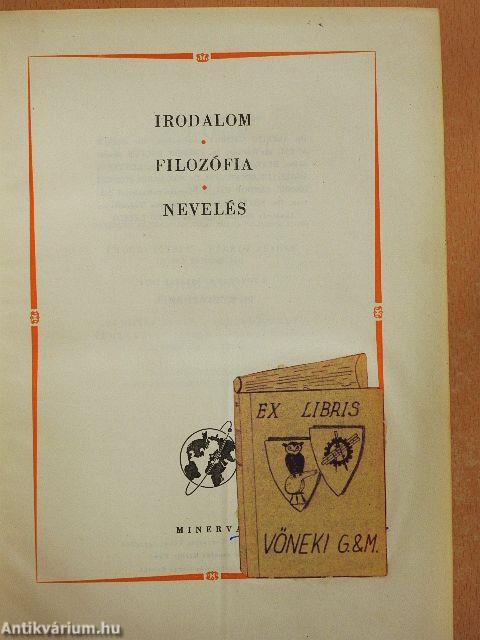 IRODALOM
FILOZÓFIA
NEVELÉS
EX LIBRIS
VÖNEKI G.&M.
MINERVA
Antikvárium.hu